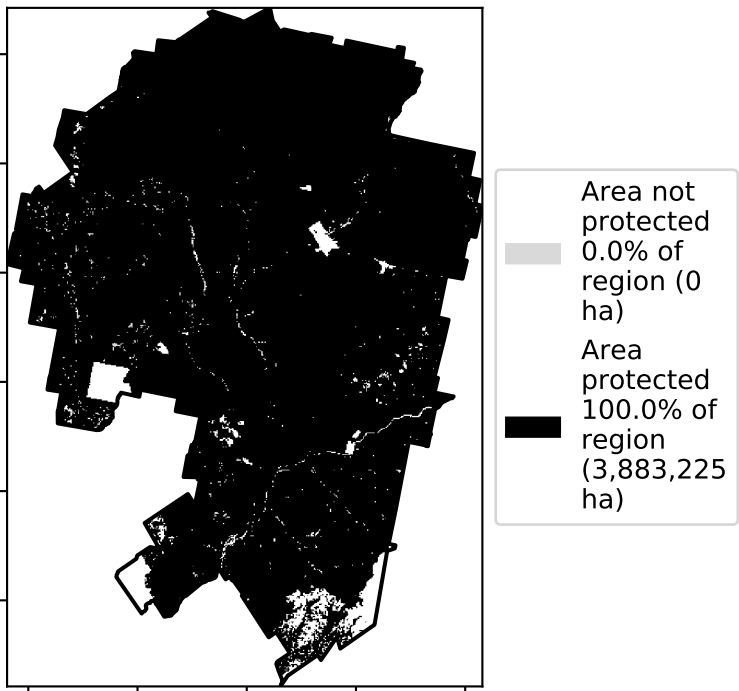 Area not
protected
0.0% of
region (0
ha)
Area
protected
100.0% of
region
(3,883,225
ha)